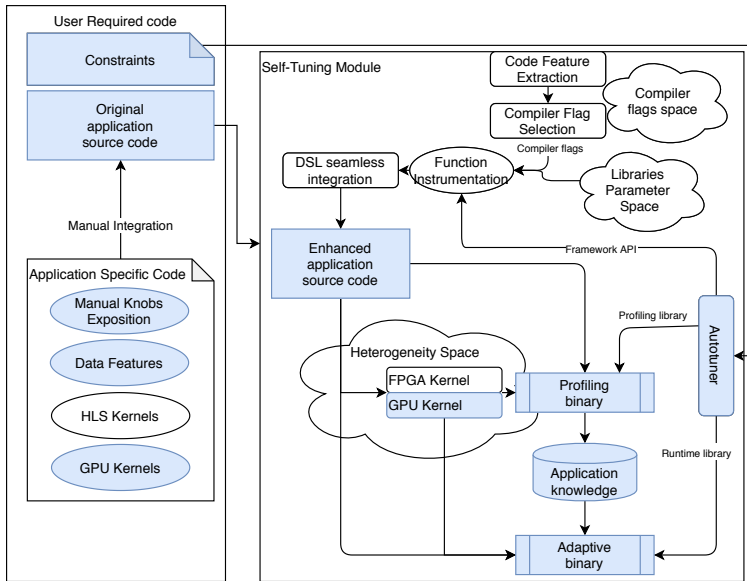 User Required code
Constraints
Original
application
source code
Manual Integration
Application Specific Code
Manual Knobs
Exposition
Data Features
HLS Kernels
GPU Kernels
Self-Tuning Module
Code Feature
Extraction
Compiler Flag
Selection
Compiler
flags space
Compiler flags
DSL seamless
integration
Function
Instrumentation
Libraries
Parameter
Space
Enhanced
application
source code
Framework API
Profiling library
Autotuner
Heterogeneity Space
FPGA Kernel
GPU Kernel
Profiling
binary
Application
knowledge
Runtime library
Adaptive
binary